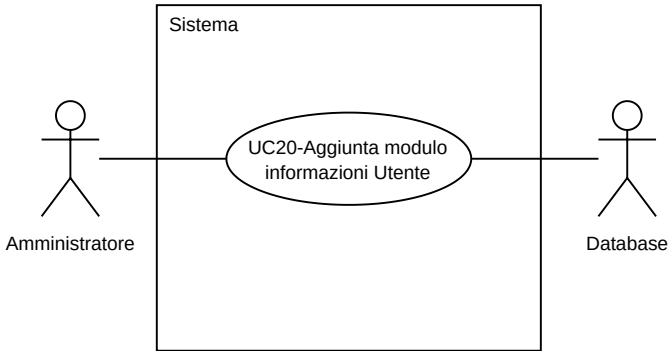 Sistema
UC20-Aggiunta modulo
informazioni Utente
Amministratore
Database